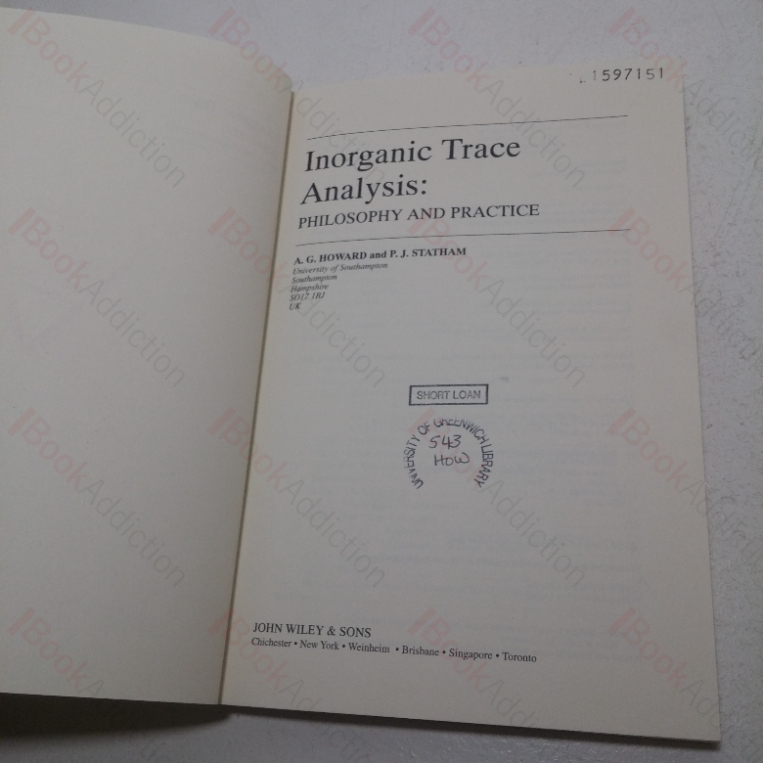 1597151
Inorganic Trace
Analysis:
PHILOSOPHY AND PRACTICE
A. G. HOWARD and P. J. STATHAM
University of Southampton
Southampton
Hampshire
SO17 1BJ
UK
SHORT LOAN
UNIVERSITY OF GREENWICH LIBRARY
543
HOW
JOHN WILEY & SONS
Chichester • New York • Weinheim • Brisbane • Singapore • Toronto
BookAddiction